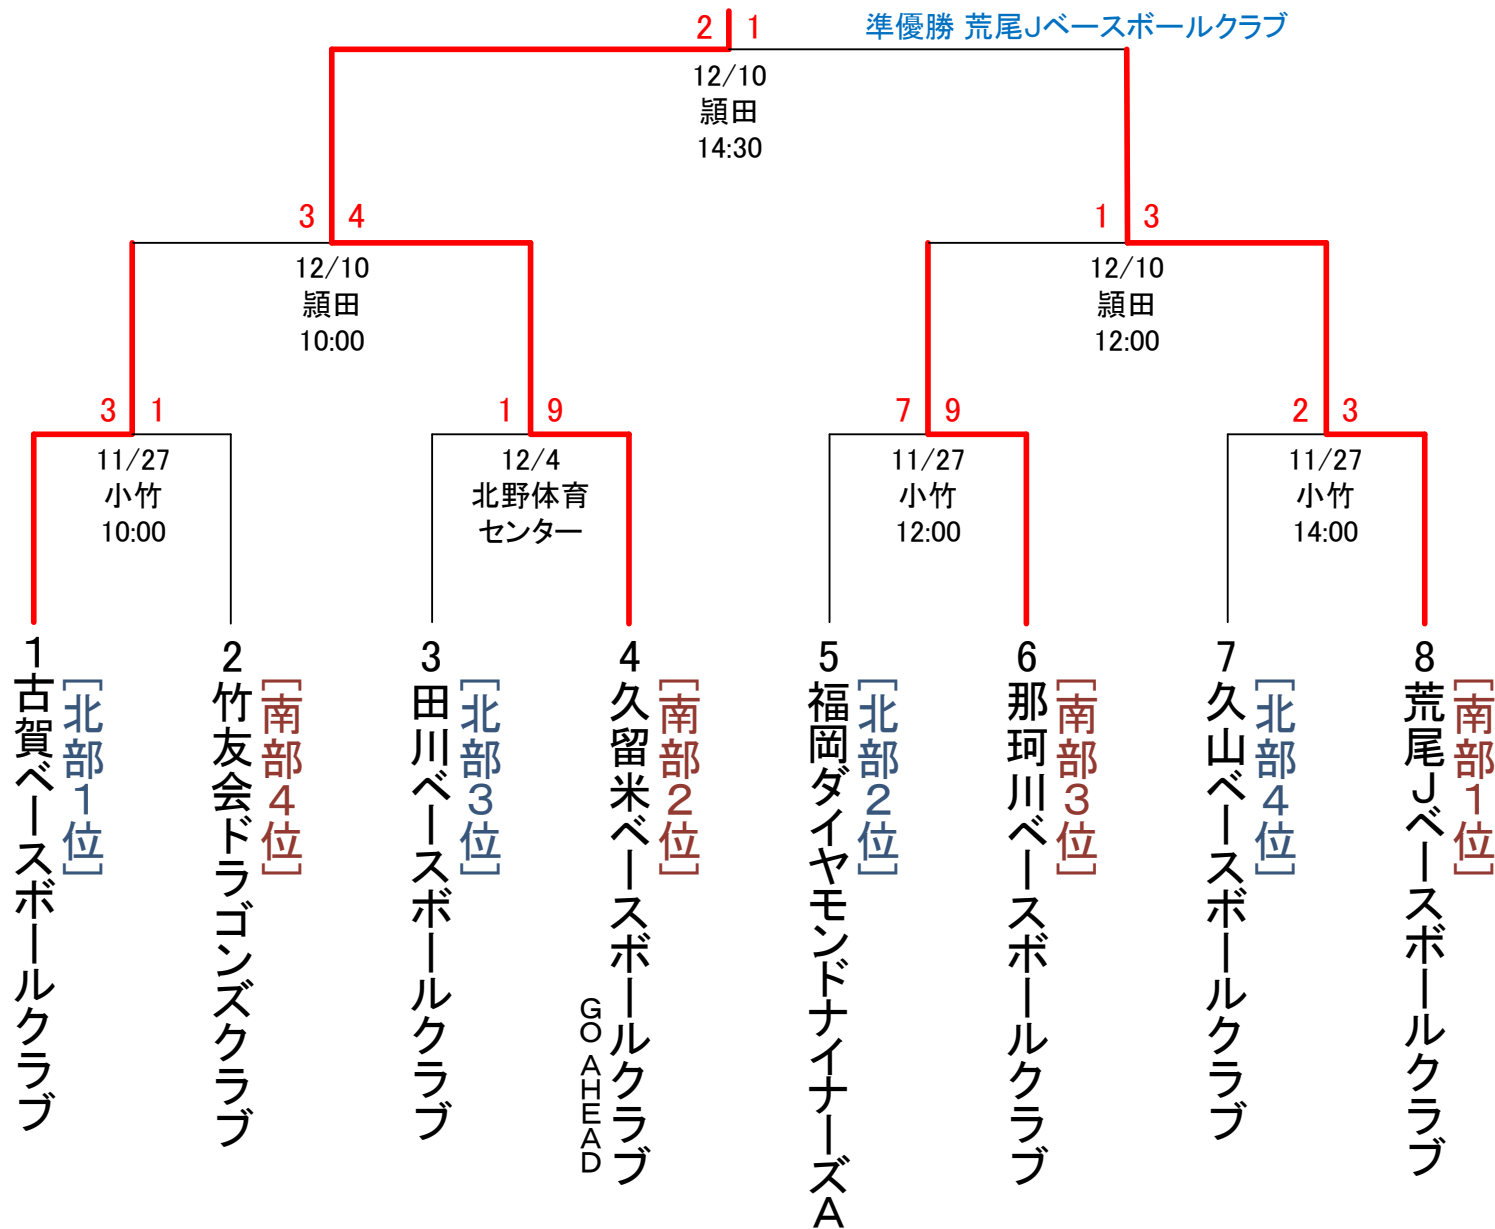 2 1 準優勝 荒尾Jベースボールクラブ
12/10
頴田
14:30
3 4
12/10
頴田
10:00
1 3
12/10
頴田
12:00
3 1
11/27
小竹
10:00
1 9
12/4
北野体育
センター
7 9
11/27
小竹
12:00
2 3
11/27
小竹
14:00
1
古賀ベースボールクラブ
[北部1位]
2
竹友会ドラゴンズクラブ
[南部4位]
3
田川ベースボールクラブ
[北部3位]
4
久留米ベースボールクラブ
GO AHEAD
[南部2位]
5
福岡ダイヤモンドナイナーズA
[北部2位]
6
那珂川ベースボールクラブ
[南部3位]
7
久山ベースボールクラブ
[北部4位]
8
荒尾Jベースボールクラブ
[南部1位]